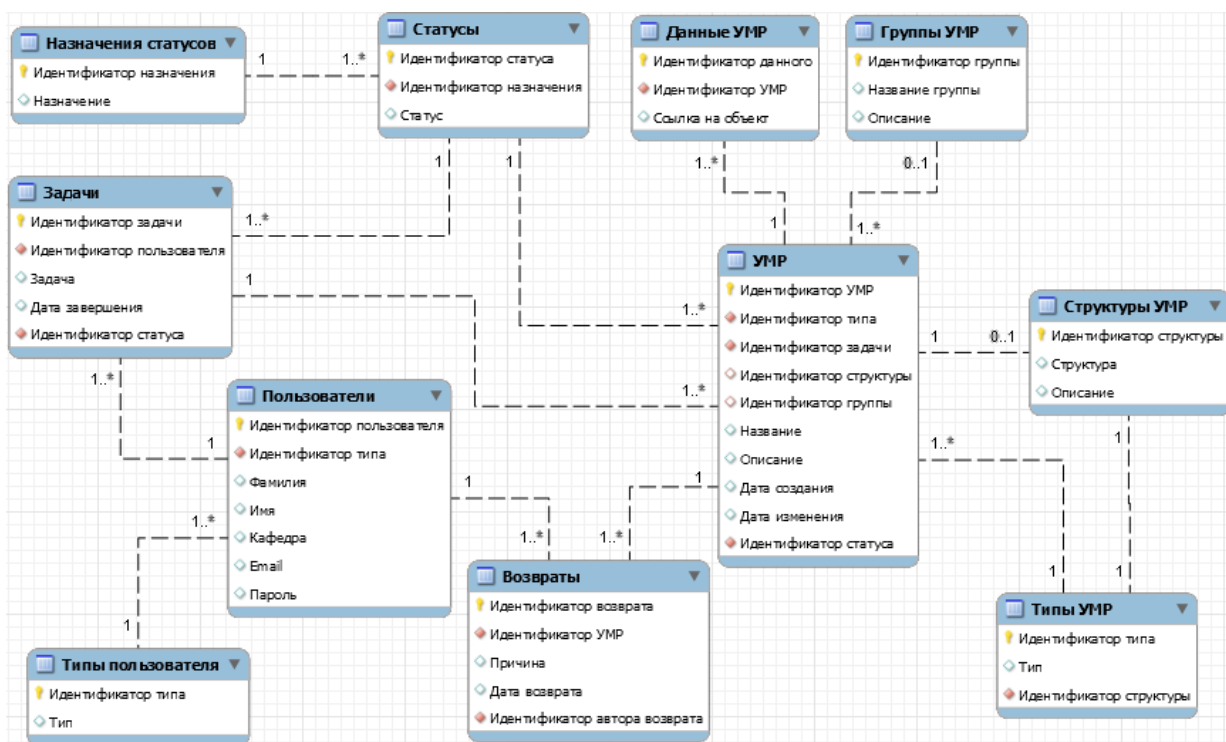 Назначения статусов
Идентификатор назначения
Назначение
1
1..*
Статусы
Идентификатор статуса
Идентификатор назначения
Статус
Данные УМР
Идентификатор данного
Идентификатор УМР
Ссылка на объект
Группы УМР
Идентификатор группы
Название группы
Описание
1
1
1..*
0..1
Задачи
Идентификатор задачи
Идентификатор пользователя
Задача
Дата завершения
Идентификатор статуса
1..*
1
1
1..*
УМР
Идентификатор УМР
Идентификатор типа
Идентификатор задачи
Идентификатор структуры
Идентификатор группы
Название
Описание
Дата создания
Дата изменения
Идентификатор статуса
1..*
1..*
1
0..1
Структуры УМР
Идентификатор структуры
Структура
Описание
1..*
1
Пользователи
Идентификатор пользователя
Идентификатор типа
Фамилия
Имя
Кафедра
Email
Пароль
1..*
1
1
1..*
1
1..*
1..*
1
1
1
Возвраты
Идентификатор возврата
Идентификатор УМР
Причина
Дата возврата
Идентификатор автора возврата
Типы УМР
Идентификатор типа
Тип
Идентификатор структуры
Типы пользователя
Идентификатор типа
Тип